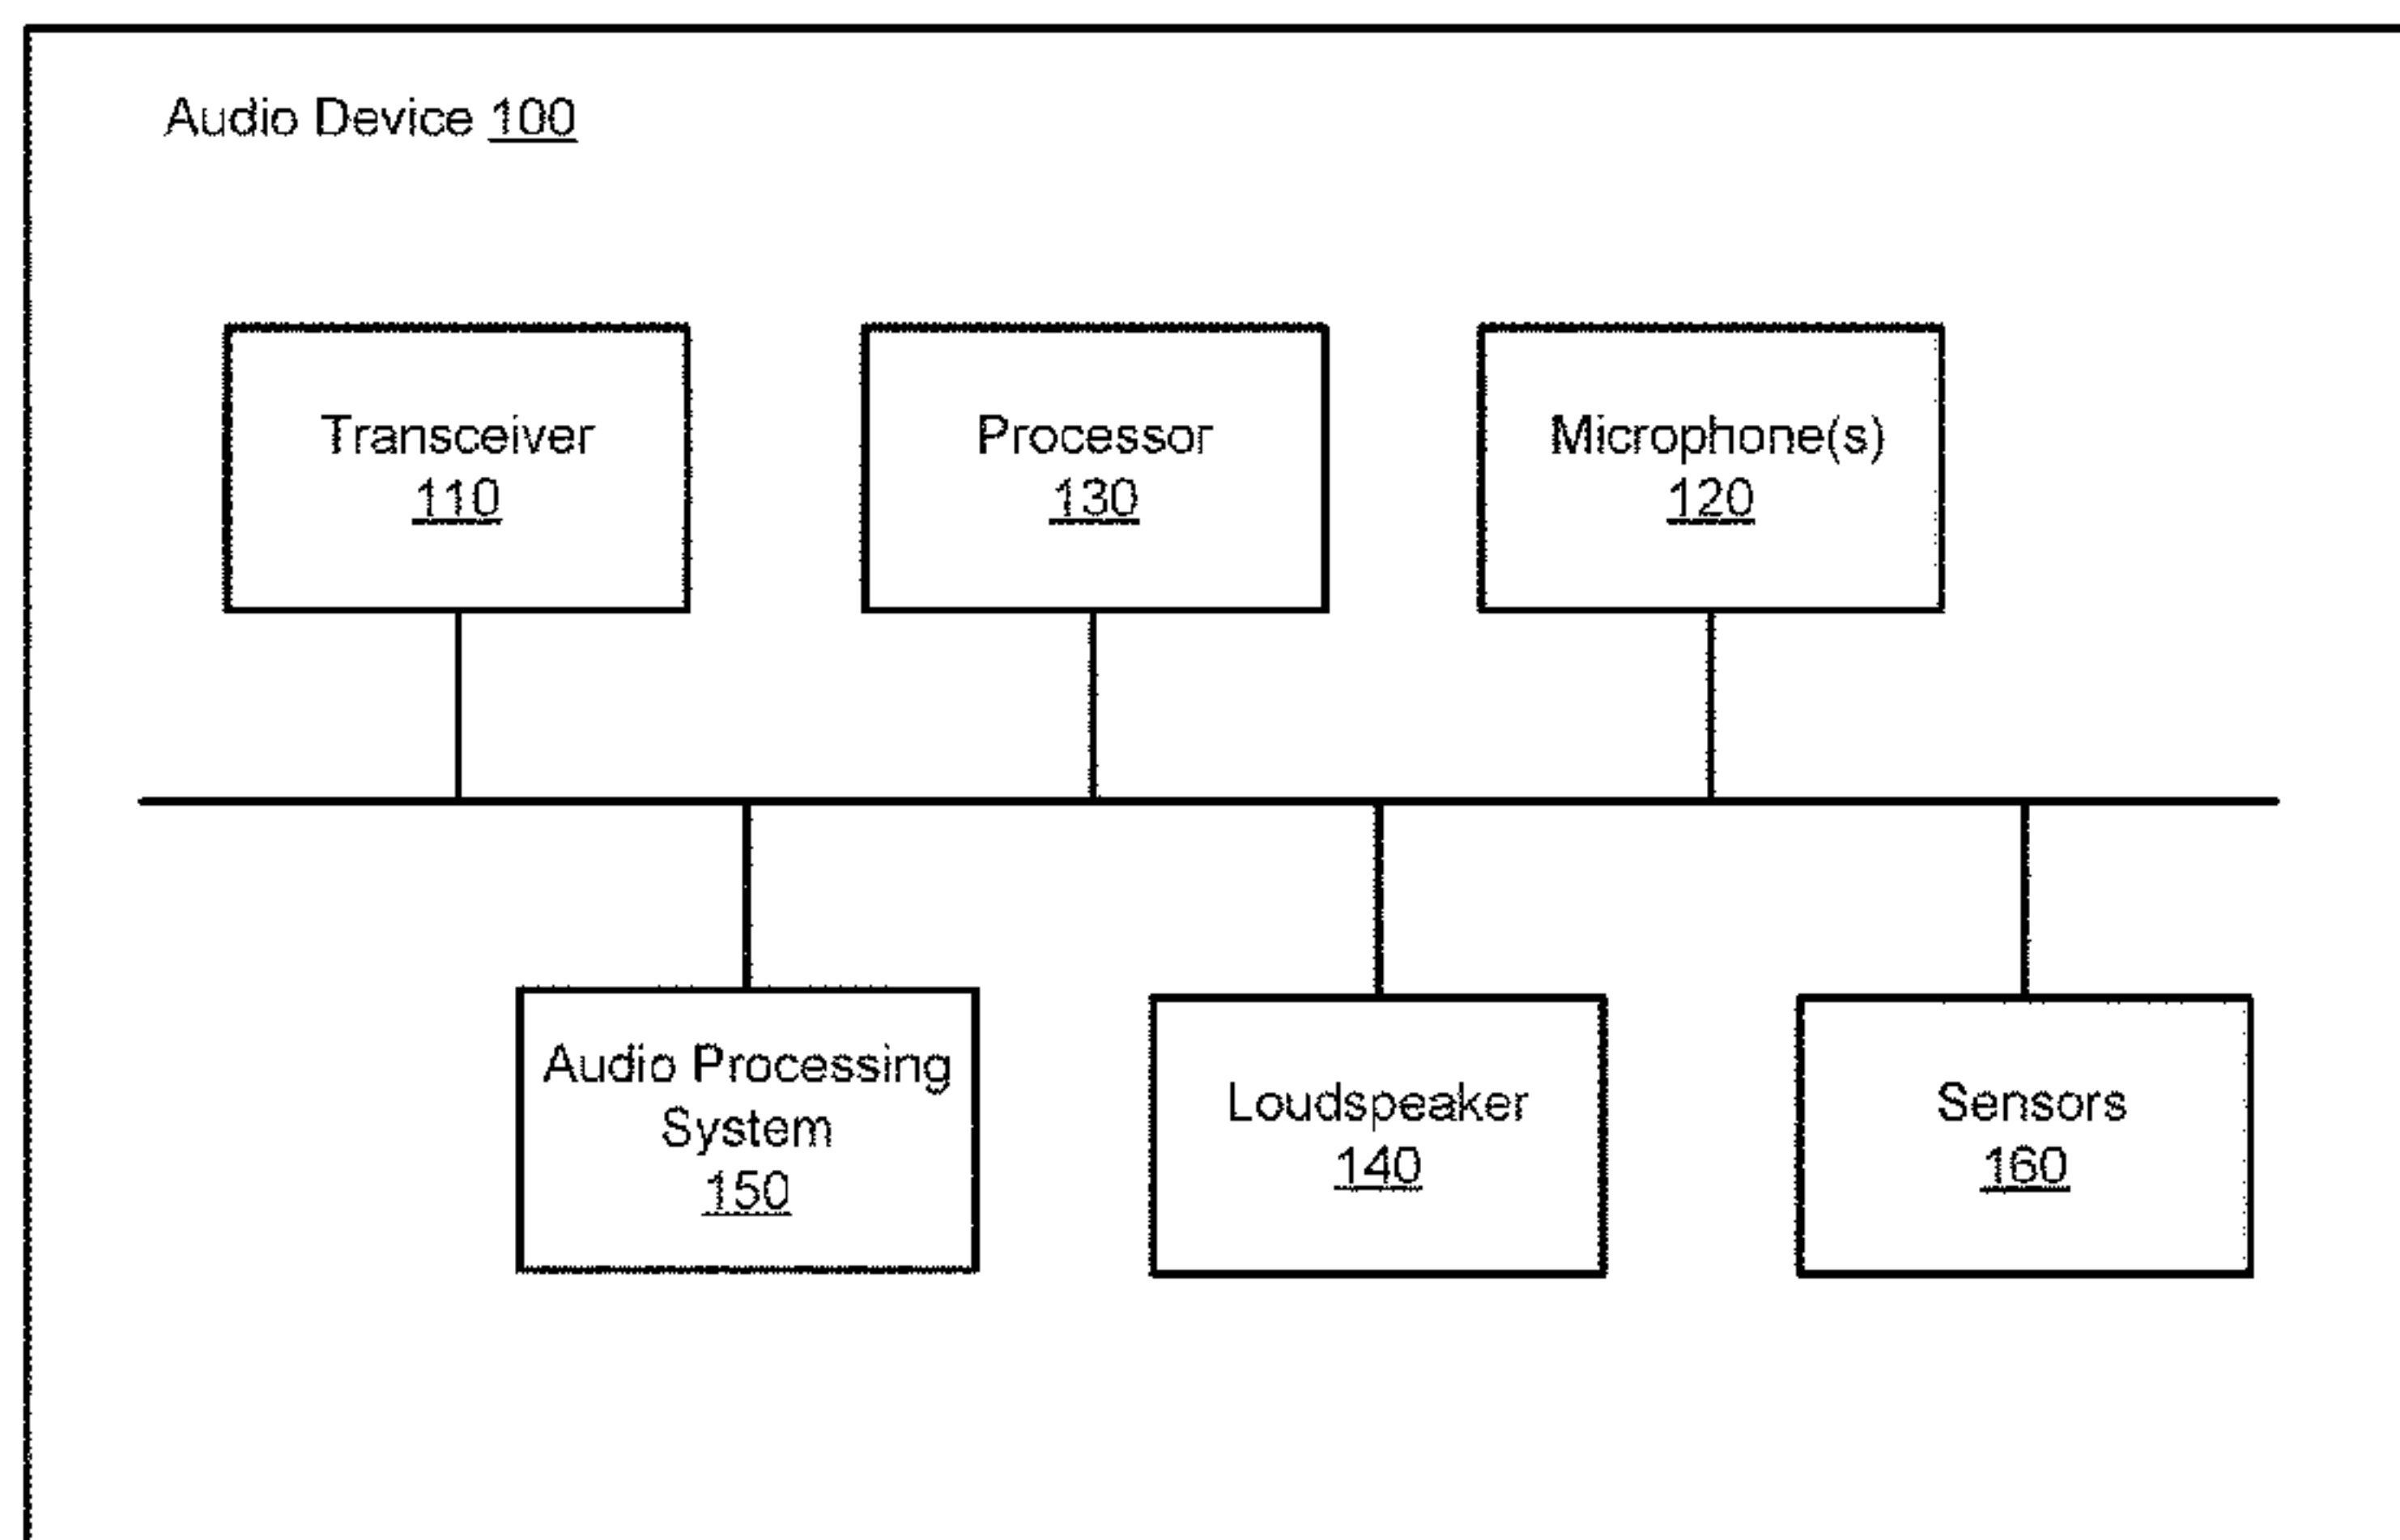 Audio Device 100
Transceiver
110
Processor
130
Microphone(s)
120
Audio Processing
System
150
Loudspeaker
140
Sensors
160